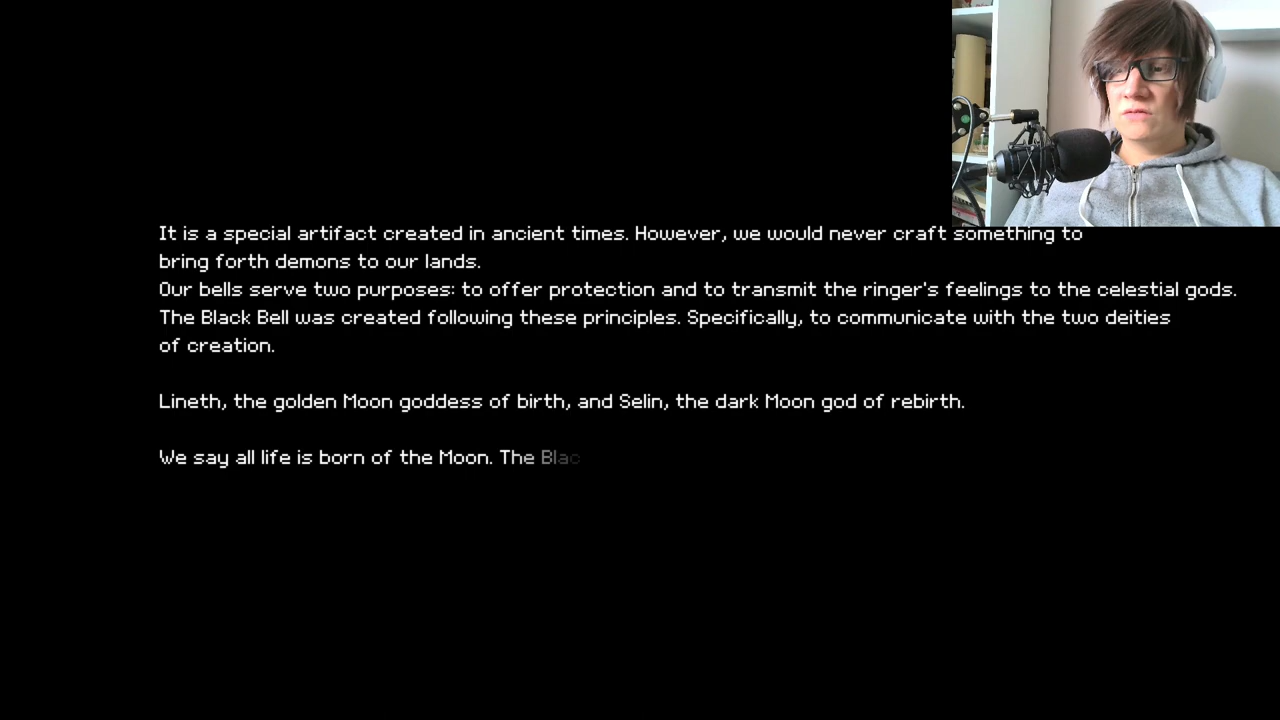 It is a special artifact created in ancient times. However, we would never craft something to
bring forth demons to our lands.
Our bells serve two purposes: to offer protection and to transmit the ringer's feelings to the celestial gods.
The Black Bell was created following these principles. Specifically, to communicate with the two deities
of creation.
Lineth, the golden Moon goddess of birth, and Selin, the dark Moon god of rebirth.
We say all life is born of the Moon. The Blac